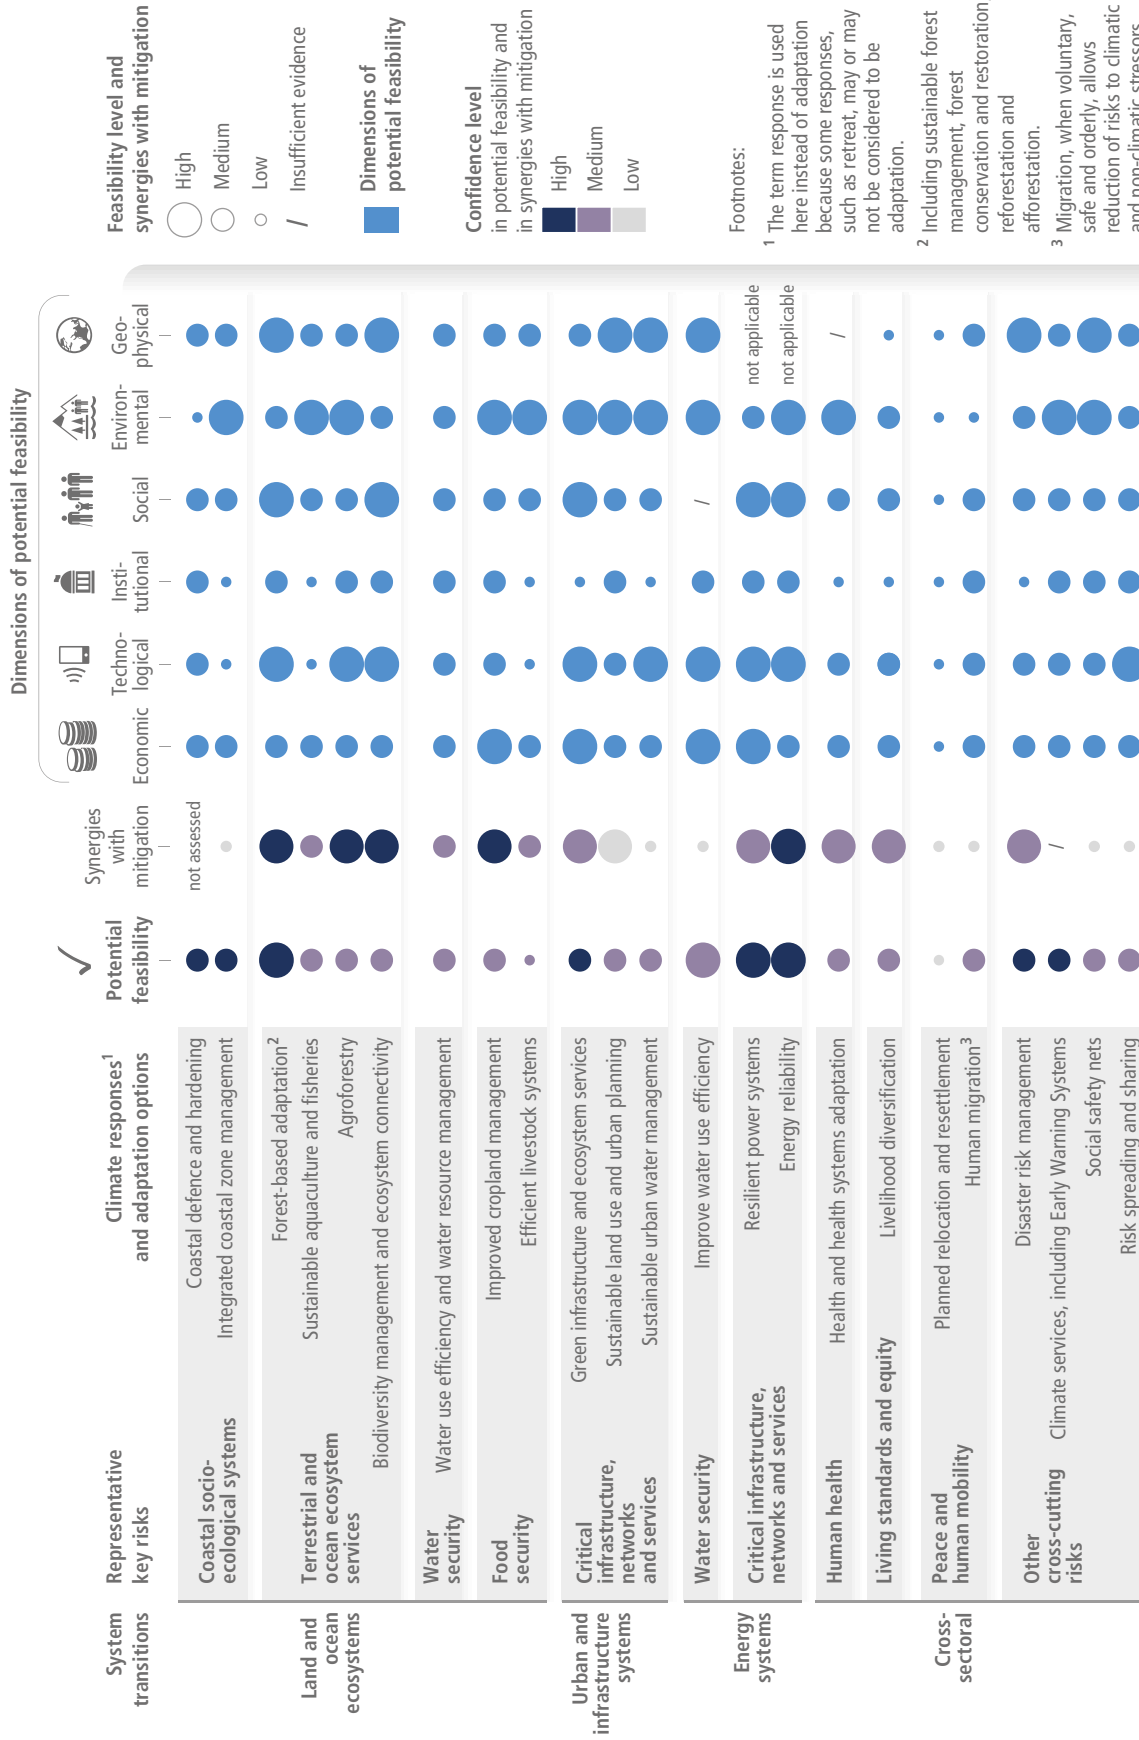 Dimensions of potential feasibility
System
transitions
Representative
key risks
Climate responses1
and adaptation options
Potential
feasibility
Synergies
with
mitigation
Economic
Techno-
logical
Insti-
tutional
Social
Environ-
mental
Geo-
physical
Land and
ocean
ecosystems
Coastal socio-
ecological systems
Coastal defence and hardening
not assessed
Integrated coastal zone management
Terrestrial and
ocean ecosystem
services
Forest-based adaptation2
Sustainable aquaculture and fisheries
Agroforestry
Biodiversity management and ecosystem connectivity
Water
security
Water use efficiency and water resource management
Food
security
Improved cropland management
Efficient livestock systems
Urban and
infrastructure
systems
Critical
infrastructure,
networks
and services
Green infrastructure and ecosystem services
Sustainable land use and urban planning
Sustainable urban water management
Water security
Improve water use efficiency
/
Energy
systems
Critical infrastructure,
networks and services
Resilient power systems
not applicable
Energy reliability
not applicable
Cross-
sectoral
Human health
Health and health systems adaptation
/
Living standards and equity
Livelihood diversification
Peace and
human mobility
Planned relocation and resettlement
Human migration3
Other
cross-cutting
risks
Disaster risk management
Climate services, including Early Warning Systems
/
Social safety nets
Risk spreading and sharing
Feasibility level and
synergies with mitigation
High
Medium
Low
/ Insufficient evidence
Dimensions of
potential feasibility
Confidence level
in potential feasibility and
in synergies with mitigation
High
Medium
Low
Footnotes:
1 The term response is used
here instead of adaptation
because some responses,
such as retreat, may or may
not be considered to be
adaptation.
2 Including sustainable forest
management, forest
conservation and restoration,
reforestation and
afforestation.
3 Migration, when voluntary,
safe and orderly, allows
reduction of risks to climatic
and non-climatic stressors.